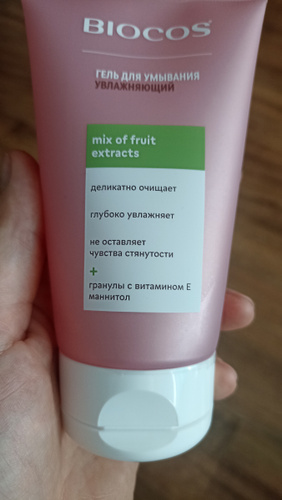 BIOCOS®
ГЕЛЬ ДЛЯ УМЫВАНИЯ
УВЛАЖНЯЮЩИЙ
mix of fruit
extracts
деликатно очищает
глубоко увлажняет
не оставляет
чувства стянутости
+
гранулы с витамином Е
маннитол